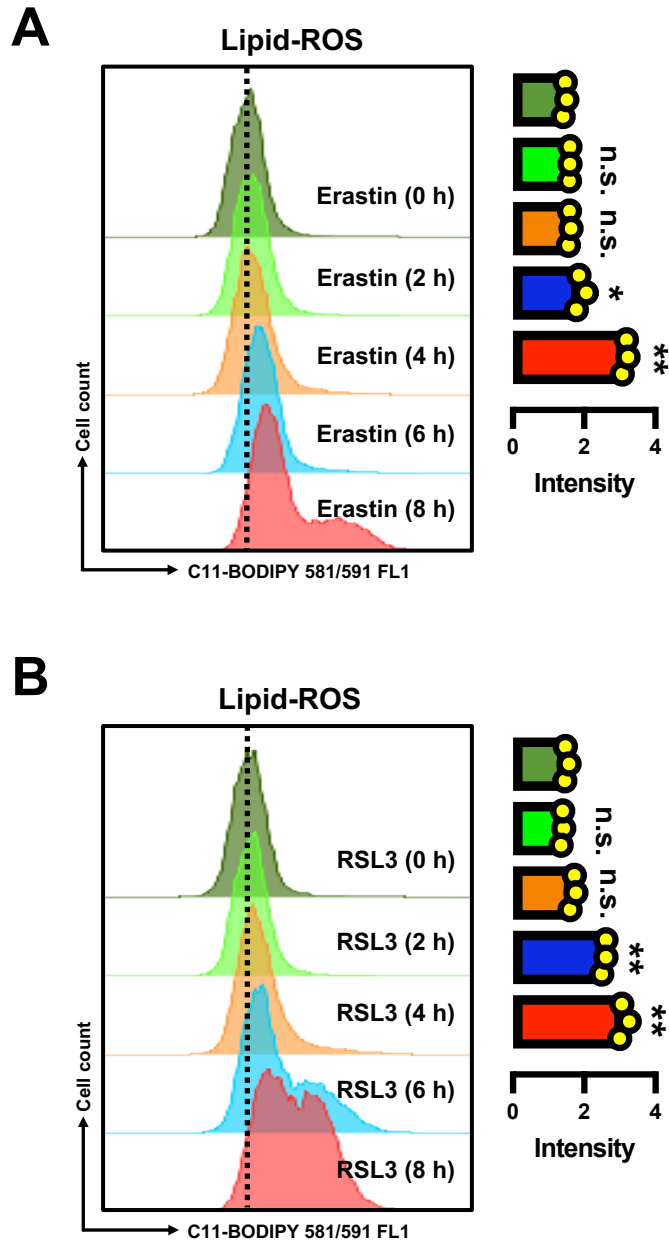 A
Lipid-ROS
Erastin (0 h)
Erastin (2 h)
Erastin (4 h)
Erastin (6 h)
Erastin (8 h)
Cell count
C11-BODIPY 581/591 FL1
n.s.
n.s.
*
**
0 2 4
Intensity
B
Lipid-ROS
RSL3 (0 h)
RSL3 (2 h)
RSL3 (4 h)
RSL3 (6 h)
RSL3 (8 h)
Cell count
C11-BODIPY 581/591 FL1
n.s.
n.s.
**
**
0 2 4
Intensity